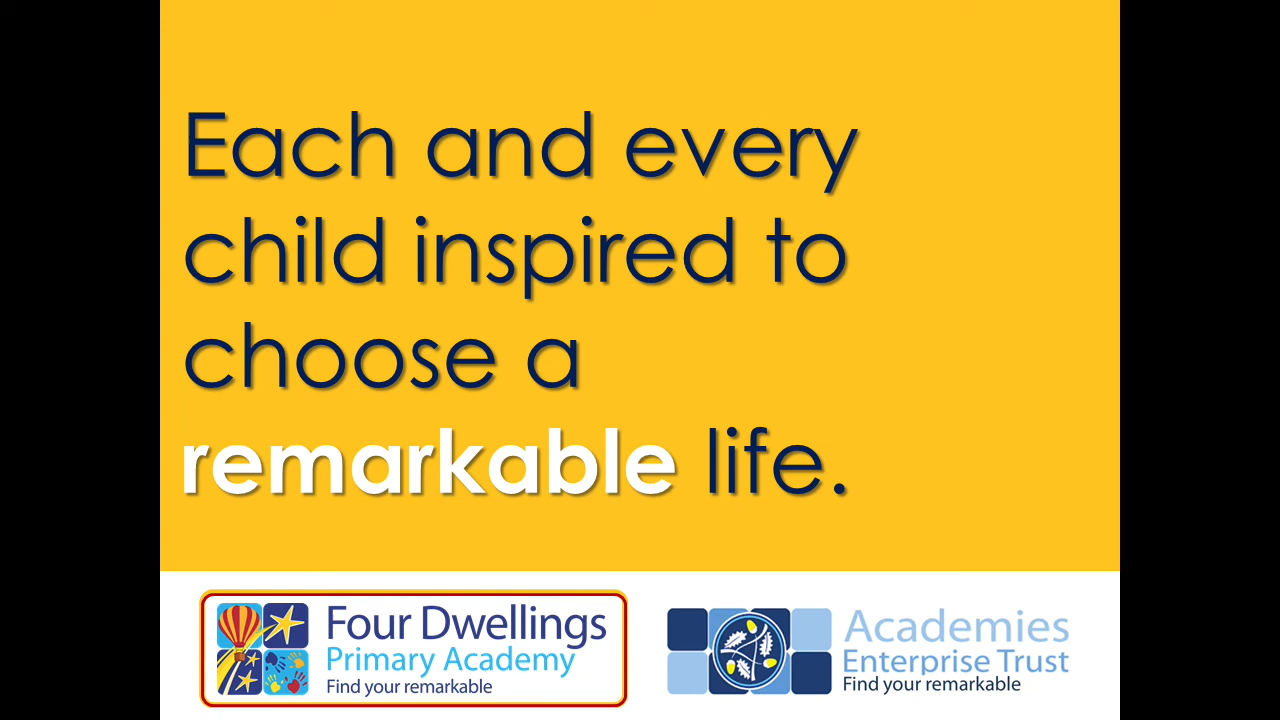 Each and every
child inspired to
choose a
remarkable life.
Four Dwellings
Primary Academy
Find your remarkable
Academies
Enterprise Trust
Find your remarkable